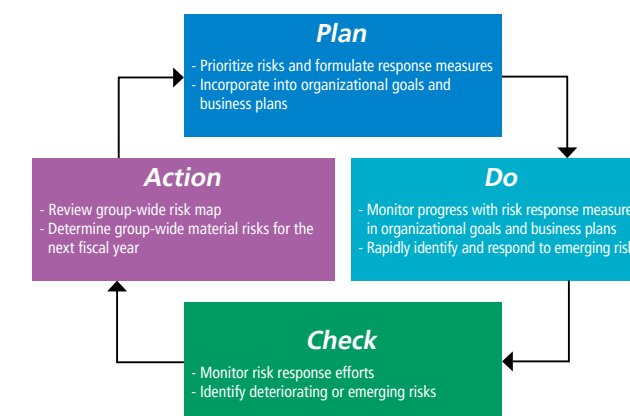 Plan
- Prioritize risks and formulate response measures
- Incorporate into organizational goals and
business plans
Action
- Review group-wide risk map
- Determine group-wide material risks for the
next fiscal year
Do
- Monitor progress with risk response measure
in organizational goals and business plans
- Rapidly identify and respond to emerging risk
Check
- Monitor risk response efforts
- Identify deteriorating or emerging risks